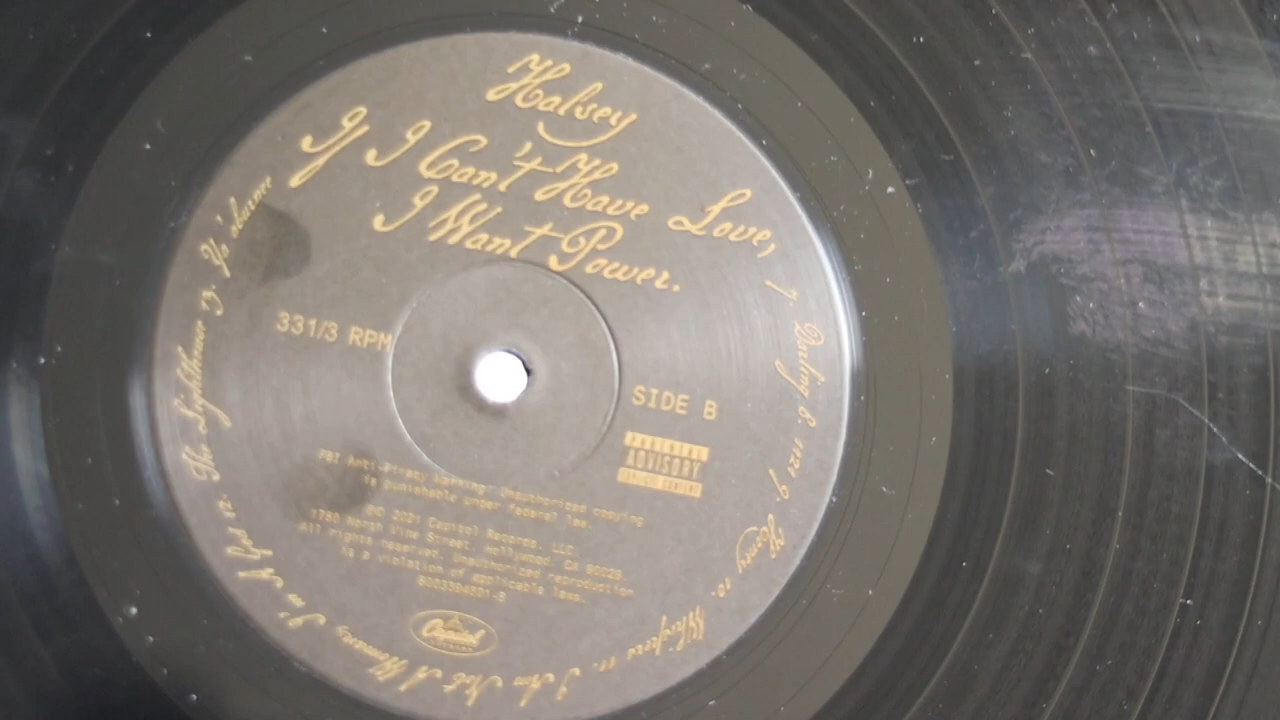 Halsey
If I Can't Have Love,
I Want Power.
7. Darling 8. 1121 9. Honey 10. Whispers 11. I Am Not A Woman, I'm A God 12. The Lighthouse 13. Ya'aburnee
331/3 RPM
SIDE B
PARENTAL
ADVISORY
EXPLICIT CONTENT
FBI Anti-Piracy Warning: Unauthorized copying
is punishable under federal law.
©© 2021 Capitol Records, LLC.
1750 North Vine Street, Hollywood, CA 90028.
All rights reserved. Unauthorized reproduction
is a violation of applicable laws.
Capitol